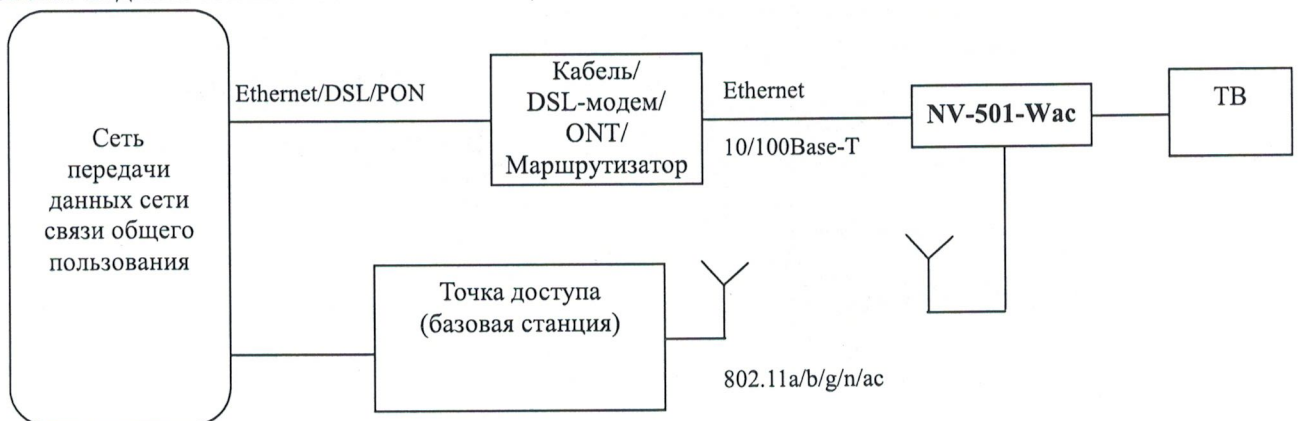 Сеть
передачи
данных сети
связи общего
пользования
Ethernet/DSL/PON
Кабель/
DSL-модем/
ONT/
Маршрутизатор
Ethernet
10/100Base-T
NV-501-Wac
ТВ
Точка доступа
(базовая станция)
802.11a/b/g/n/ac